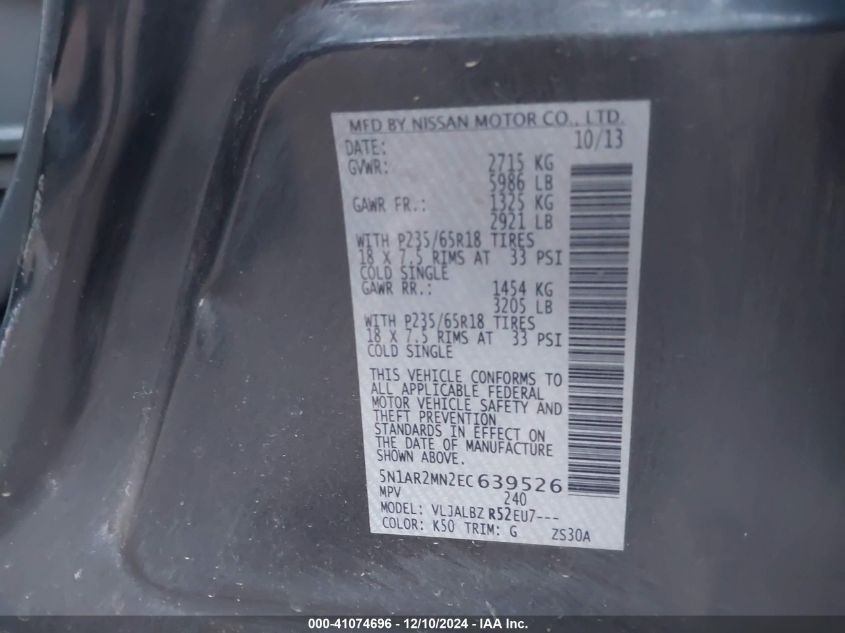 MFD BY NISSAN MOTOR CO., LTD.
DATE: 10/13
GVWR: 2715 KG
5986 LB
GAWR FR.: 1325 KG
2921 LB
WITH P235/65R18 TIRES
18 X 7.5 RIMS AT 33 PSI
COLD SINGLE
GAWR RR.: 1454 KG
3205 LB
WITH P235/65R18 TIRES
18 X 7.5 RIMS AT 33 PSI
COLD SINGLE
THIS VEHICLE CONFORMS TO
ALL APPLICABLE FEDERAL
MOTOR VEHICLE SAFETY AND
THEFT PREVENTION
STANDARDS IN EFFECT ON
THE DATE OF MANUFACTURE
SHOWN ABOVE.
5N1AR2MN2EC639526
MPV 240
MODEL: VLJALBZ R52EU7---
COLOR: K50 TRIM: G ZS30A
000-41074696 - 12/10/2024 - IAA Inc.